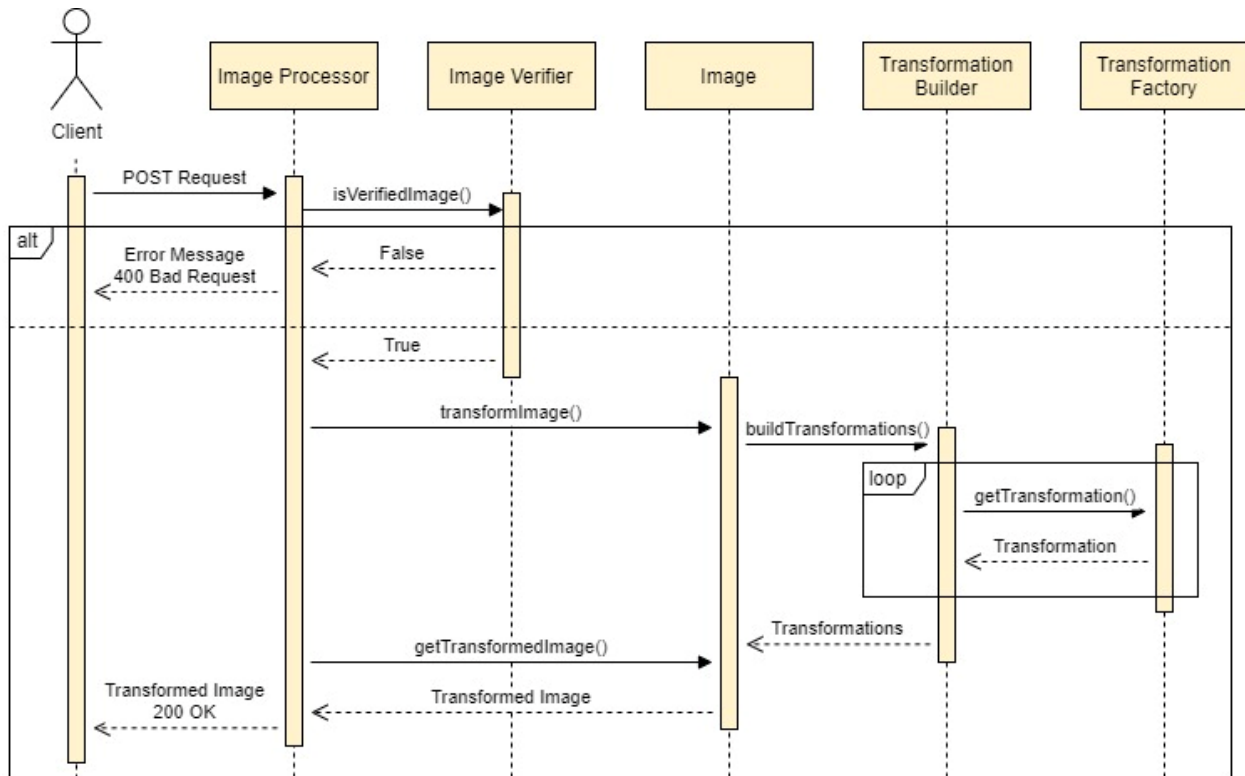 Image Processor
Image Verifier
Image
Transformation
Builder
Transformation
Factory
Client
POST Request
isVerifiedImage()
alt
Error Message
400 Bad Request
False
True
transformImage()
buildTransformations()
loop
getTransformation()
Transformation
Transformations
getTransformedImage()
Transformed Image
200 OK
Transformed Image